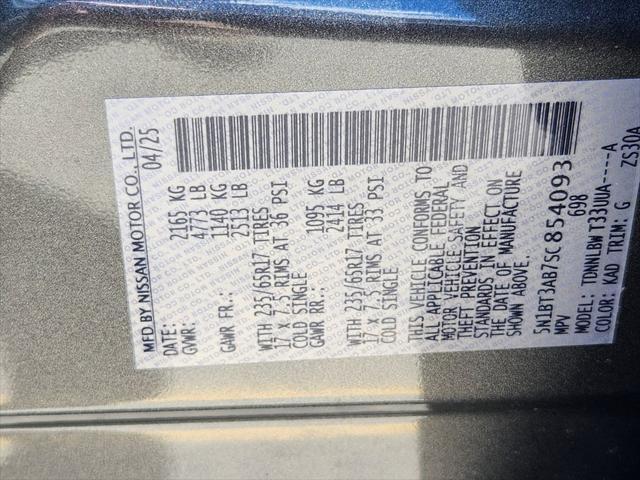 MFD BY NISSAN MOTOR CO., LTD.
DATE: 04/25
GVWR: 2165 KG
4773 LB
GAWR FR.: 1140 KG
2513 LB
WITH 235/65R17 TIRES
17 X 7.5 RIMS AT 36 PSI
COLD SINGLE
GAWR RR.: 1095 KG
2414 LB
WITH 235/65R17 TIRES
17 X 7.5 RIMS AT 33 PSI
COLD SINGLE
THIS VEHICLE CONFORMS TO
ALL APPLICABLE FEDERAL
MOTOR VEHICLE SAFETY AND
THEFT PREVENTION
STANDARDS IN EFFECT ON
THE DATE OF MANUFACTURE
SHOWN ABOVE
5N1BT3AB7SC854093
MPV 698
MODEL: TDNNLBW T33UUA----A
COLOR: KAD TRIM: G ZS30A